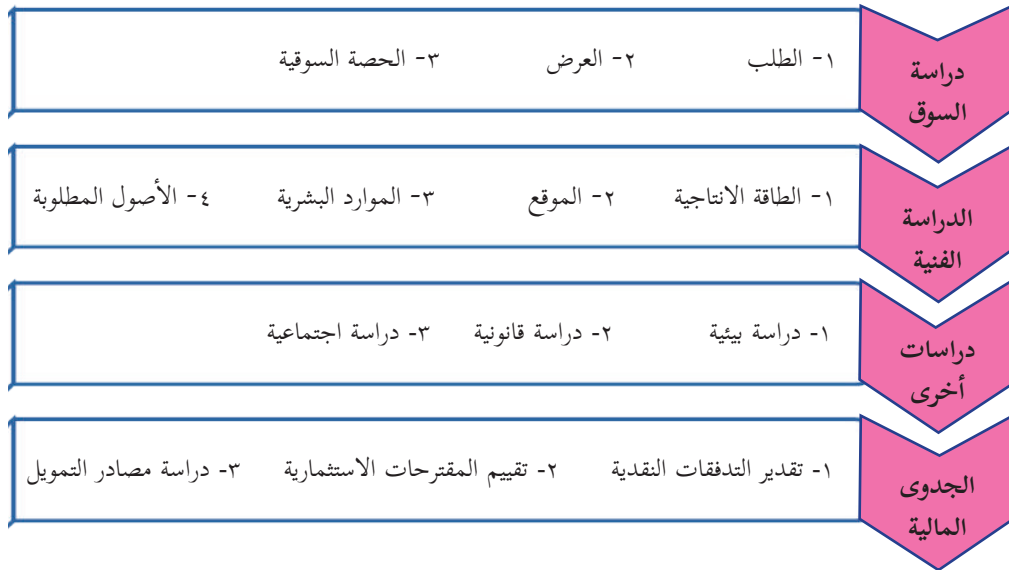 دراسة
السوق
١- الطلب ٢- العرض ٣- الحصة السوقية
الدراسة
الفنية
١- الطاقة الانتاجية ٢- الموقع ٣- الموارد البشرية ٤- الأصول المطلوبة
دراسات
أخرى
١- دراسة بيئية ٢- دراسة قانونية ٣- دراسة اجتماعية
الجدوى
المالية
١- تقدير التدفقات النقدية ٢- تقييم المقترحات الاستثمارية ٣- دراسة مصادر التمويل